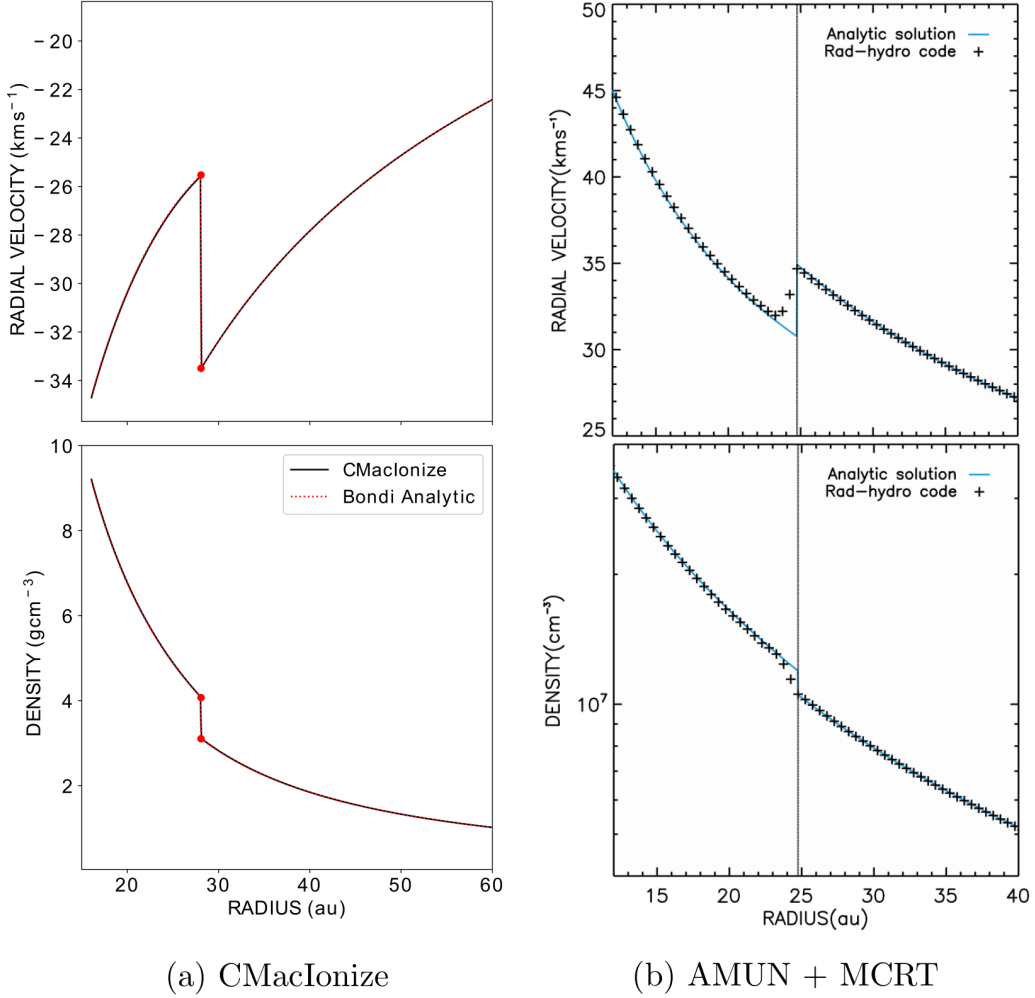 RADIAL VELOCITY (kms⁻¹)
−20
−22
−24
−26
−28
−30
−32
−34
DENSITY (gcm⁻³)
10
8
6
4
2
CMacIonize
Bondi Analytic
20 30 40 50 60
RADIUS (au)
(a) CMacIonize
RADIAL VELOCITY(kms⁻¹)
50
45
40
35
30
25
Analytic solution
Rad−hydro code
DENSITY(cm⁻³)
10⁷
Analytic solution
Rad−hydro code
15 20 25 30 35 40
RADIUS(au)
(b) AMUN + MCRT